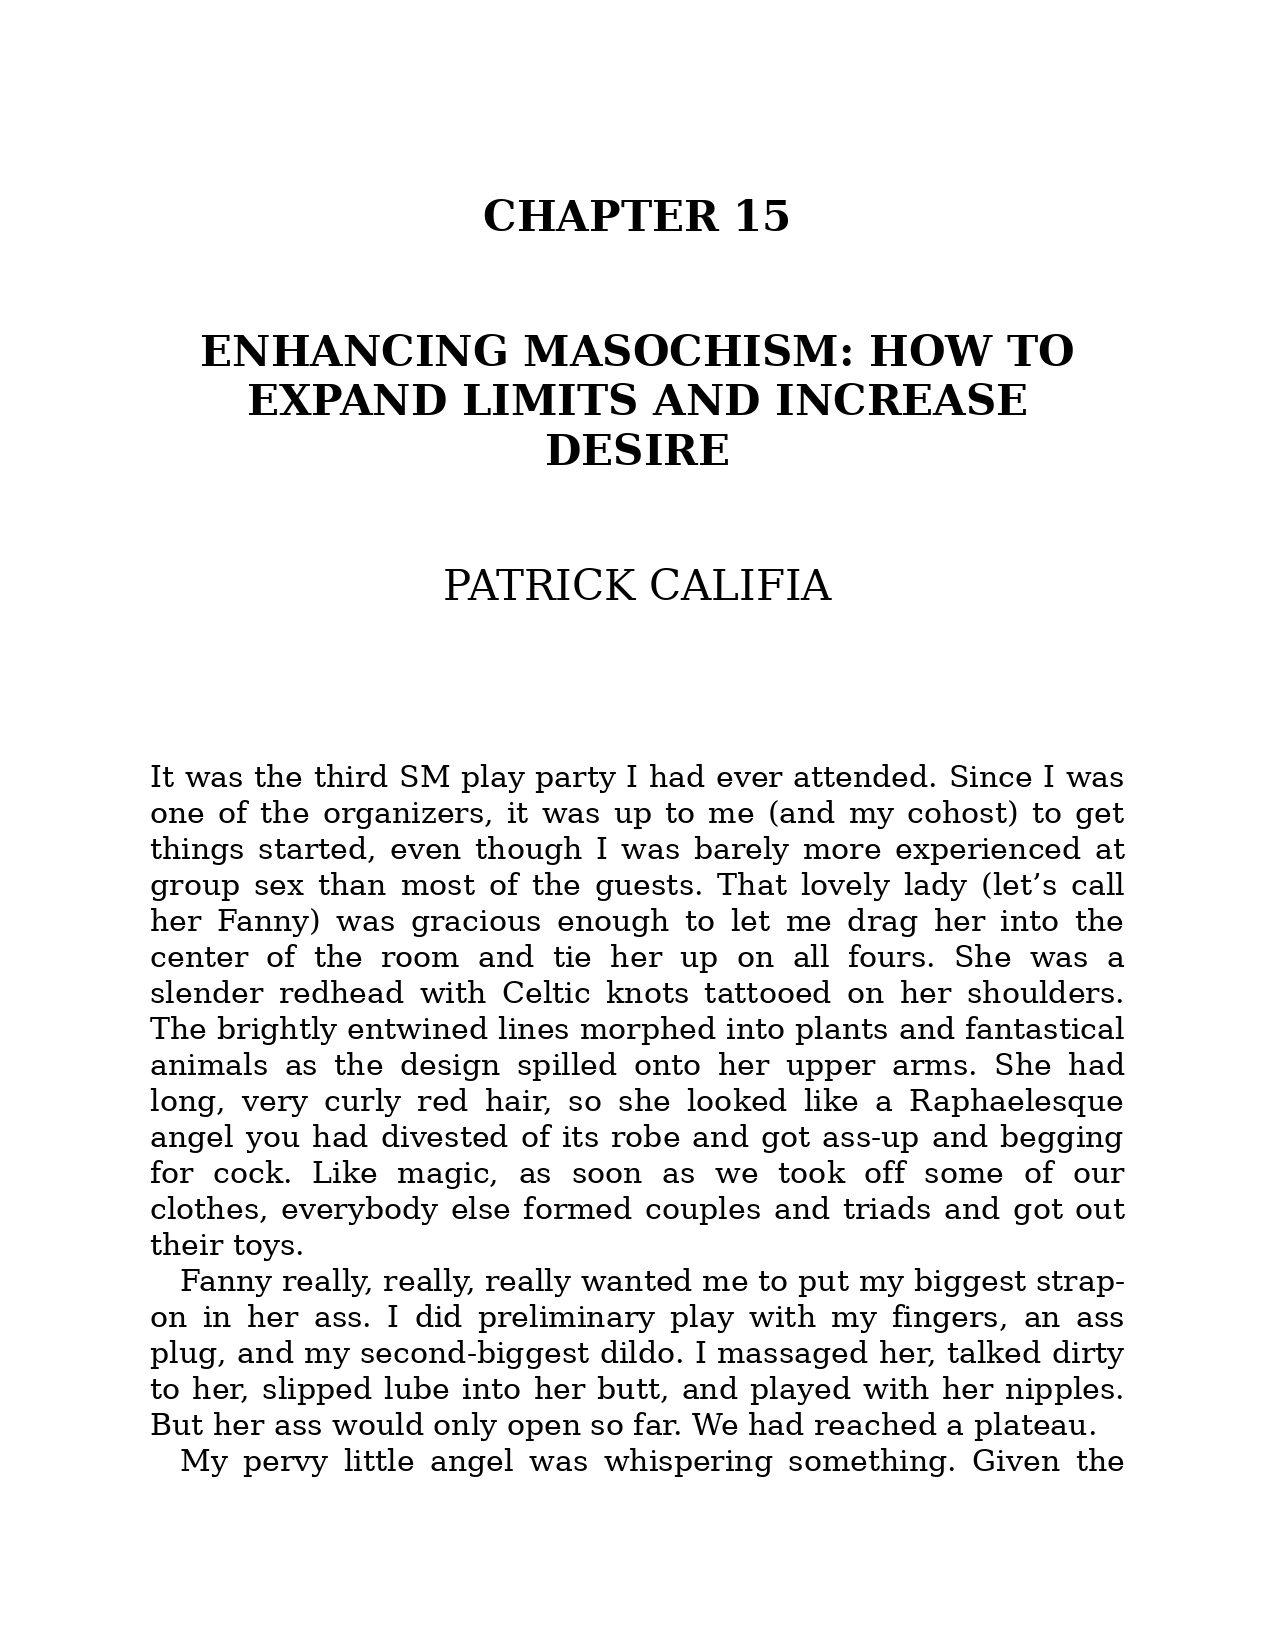 CHAPTER 15
ENHANCING MASOCHISM: HOW TO
EXPAND LIMITS AND INCREASE
DESIRE
PATRICK CALIFIA
It was the third SM play party I had ever attended. Since I was
one of the organizers, it was up to me (and my cohost) to get
things started, even though I was barely more experienced at
group sex than most of the guests. That lovely lady (let’s call
her Fanny) was gracious enough to let me drag her into the
center of the room and tie her up on all fours. She was a
slender redhead with Celtic knots tattooed on her shoulders.
The brightly entwined lines morphed into plants and fantastical
animals as the design spilled onto her upper arms. She had
long, very curly red hair, so she looked like a Raphaelesque
angel you had divested of its robe and got ass-up and begging
for cock. Like magic, as soon as we took off some of our
clothes, everybody else formed couples and triads and got out
their toys.
Fanny really, really, really wanted me to put my biggest strap-
on in her ass. I did preliminary play with my fingers, an ass
plug, and my second-biggest dildo. I massaged her, talked dirty
to her, slipped lube into her butt, and played with her nipples.
But her ass would only open so far. We had reached a plateau.
My pervy little angel was whispering something. Given the